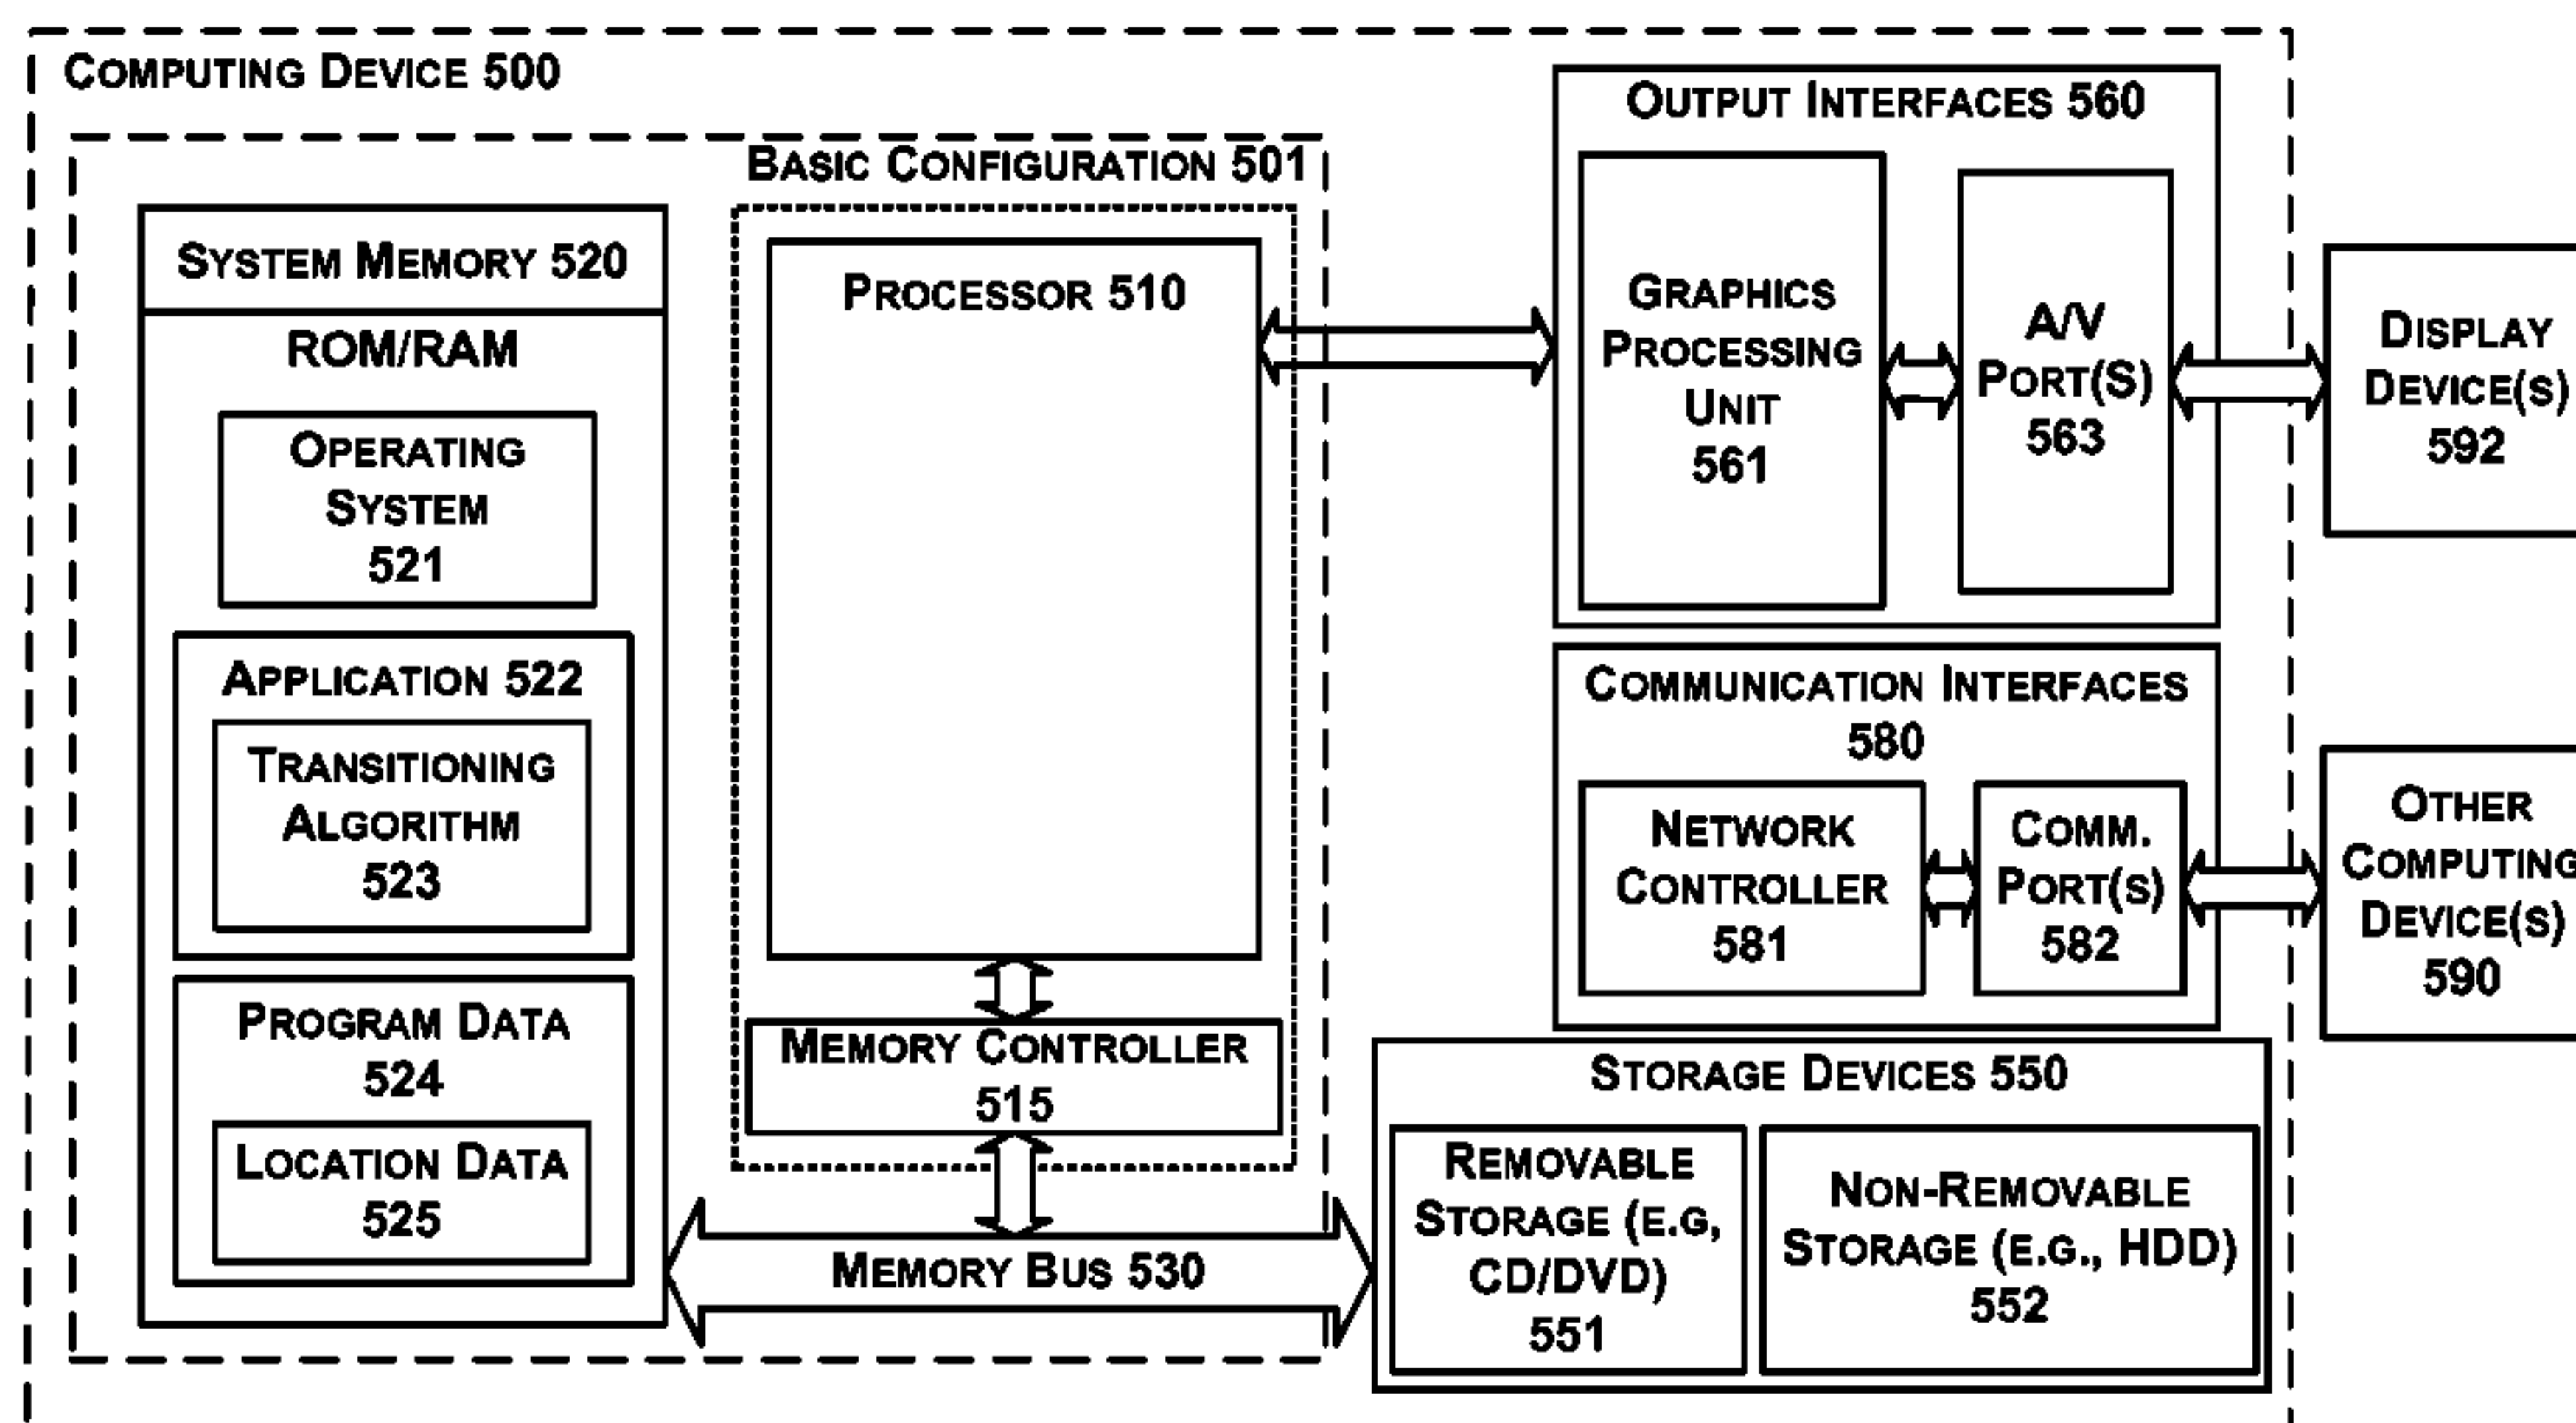 COMPUTING DEVICE 500
BASIC CONFIGURATION 501
SYSTEM MEMORY 520
ROM/RAM
OPERATING
SYSTEM
521
APPLICATION 522
TRANSITIONING
ALGORITHM
523
PROGRAM DATA
524
LOCATION DATA
525
PROCESSOR 510
MEMORY CONTROLLER
515
MEMORY BUS 530
OUTPUT INTERFACES 560
GRAPHICS
PROCESSING
UNIT
561
A/V
PORT(S)
563
DISPLAY
DEVICE(S)
592
COMMUNICATION INTERFACES
580
NETWORK
CONTROLLER
581
COMM.
PORT(S)
582
OTHER
COMPUTING
DEVICE(S)
590
STORAGE DEVICES 550
REMOVABLE
STORAGE (E.G,
CD/DVD)
551
NON-REMOVABLE
STORAGE (E.G., HDD)
552